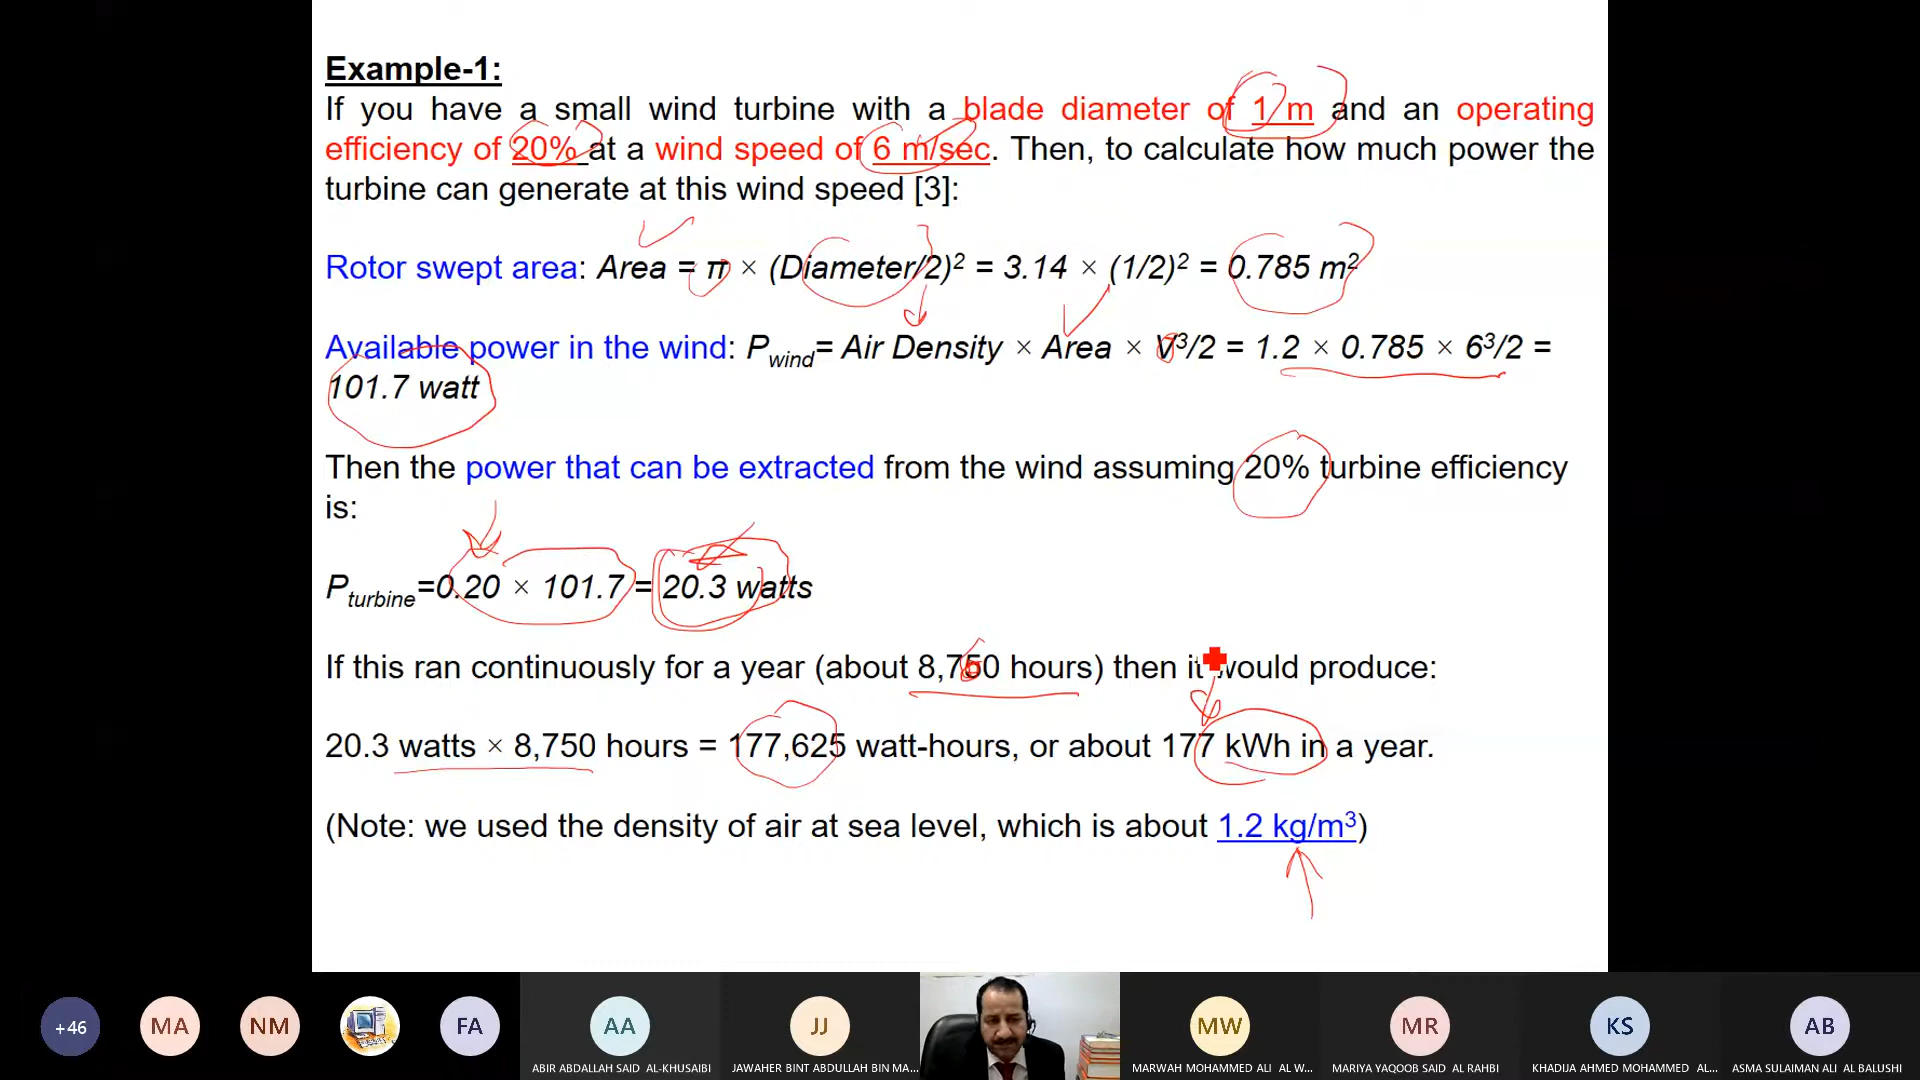 Example-1:
If you have a small wind turbine with a blade diameter of 1 m and an operating
efficiency of 20% at a wind speed of 6 m/sec. Then, to calculate how much power the
turbine can generate at this wind speed [3]:
Rotor swept area: Area = π × (Diameter/2)² = 3.14 × (1/2)² = 0.785 m²
Available power in the wind: Pwind= Air Density × Area × V³/2 = 1.2 × 0.785 × 6³/2 =
101.7 watt
Then the power that can be extracted from the wind assuming 20% turbine efficiency
is:
Pturbine=0.20 × 101.7 = 20.3 watts
If this ran continuously for a year (about 8,750 hours) then it would produce:
6
20.3 watts × 8,750 hours = 177,625 watt-hours, or about 177 kWh in a year.
(Note: we used the density of air at sea level, which is about 1.2 kg/m³)
+46
MA
NM
FA
AA
JJ
MW
MR
KS
AB
ABIR ABDALLAH SAID AL-KHUSAIBI
JAWAHER BINT ABDULLAH BIN MA...
MARWAH MOHAMMED ALI AL W...
MARIYA YAQOOB SAID AL RAHBI
KHADIJA AHMED MOHAMMED AL...
ASMA SULAIMAN ALI AL BALUSHI